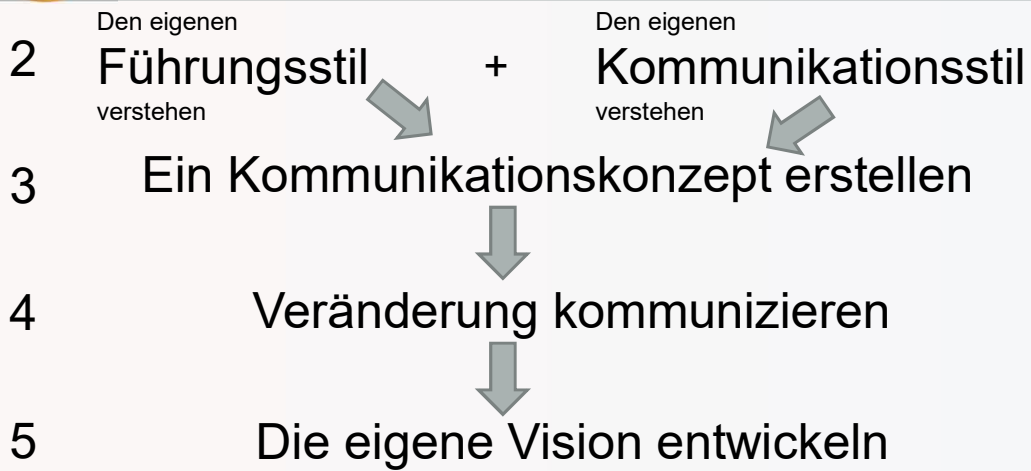 Den eigenen Den eigenen
2 Führungsstil + Kommunikationsstil
verstehen verstehen
3 Ein Kommunikationskonzept erstellen
4 Veränderung kommunizieren
5 Die eigene Vision entwickeln